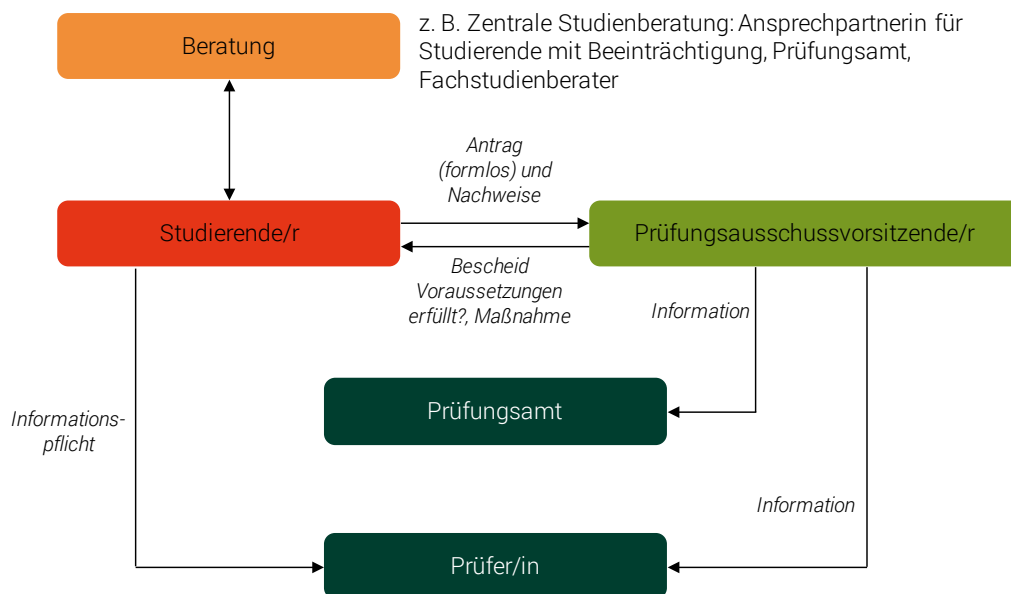 Beratung
z. B. Zentrale Studienberatung: Ansprechpartnerin für
Studierende mit Beeinträchtigung, Prüfungsamt,
Fachstudienberater
Antrag
(formlos) und
Nachweise
Studierende/r
Prüfungsausschussvorsitzende/r
Bescheid
Voraussetzungen
erfüllt?, Maßnahme
Information
Prüfungsamt
Informations-
pflicht
Information
Prüfer/in